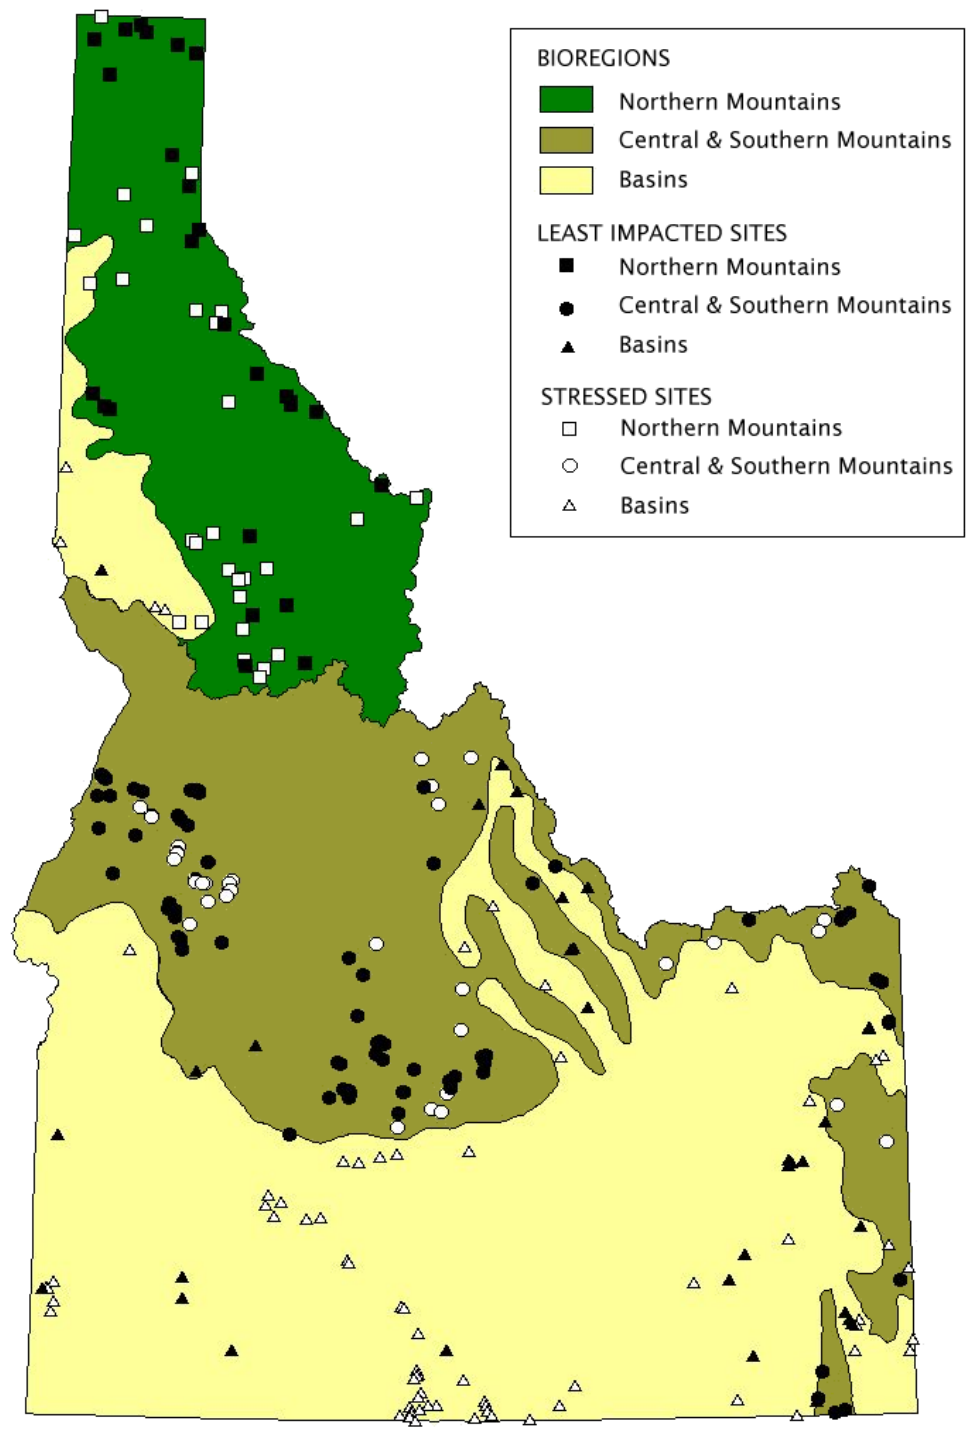 BIOREGIONS
Northern Mountains
Central & Southern Mountains
Basins
LEAST IMPACTED SITES
Northern Mountains
Central & Southern Mountains
Basins
STRESSED SITES
Northern Mountains
Central & Southern Mountains
Basins